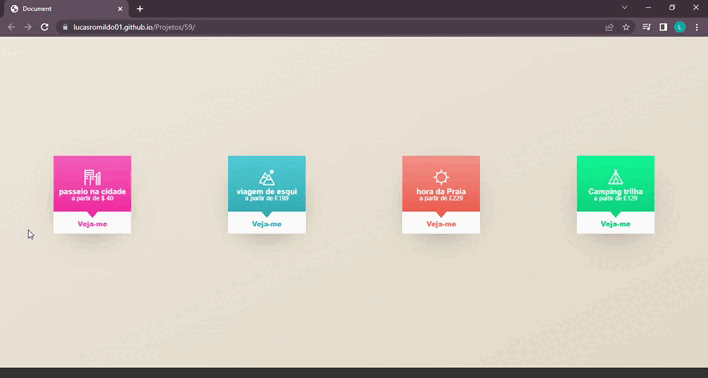 Document
lucasromildo01.github.io/Projetos/59/
L
passeio na cidade
a partir de $ 40
Veja-me
viagem de esqui
a partir de £199
Veja-me
hora da Praia
a partir de £229
Veja-me
Camping trilha
a partir de £129
Veja-me